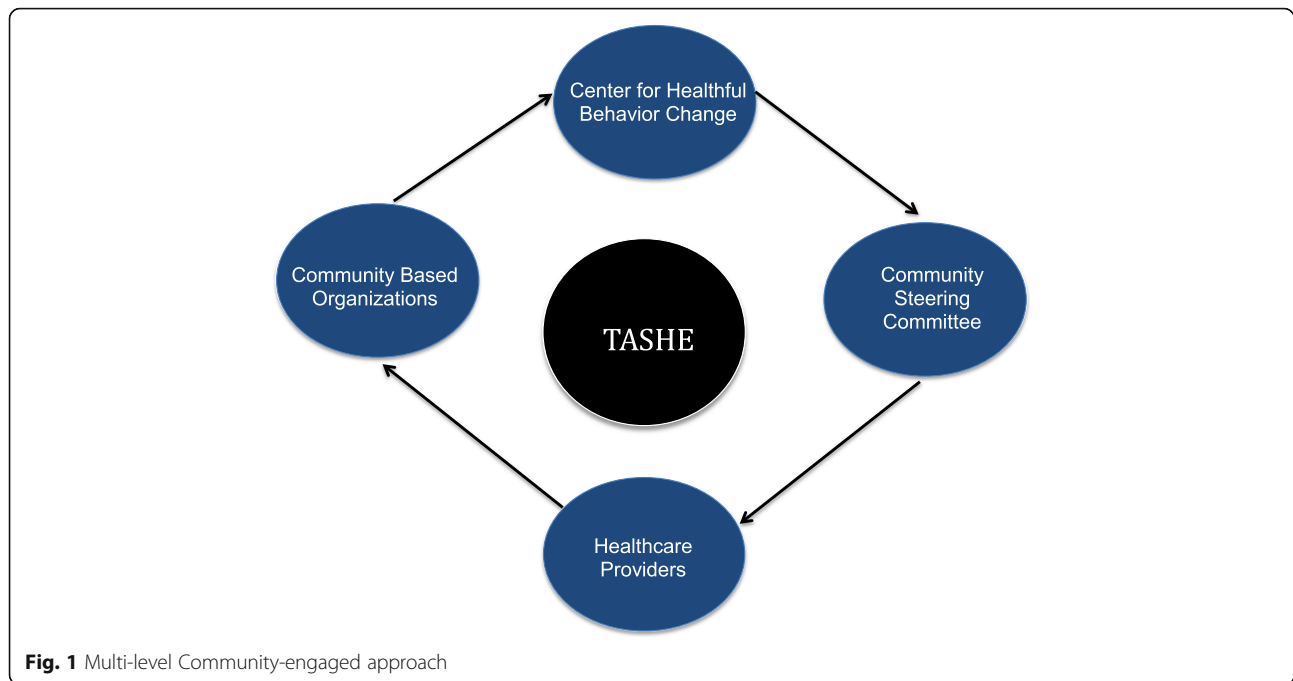 Center for Healthful
Behavior Change
Community Based
Organizations
Community
Steering
Committee
TASHE
Healthcare
Providers
Fig. 1 Multi-level Community-engaged approach